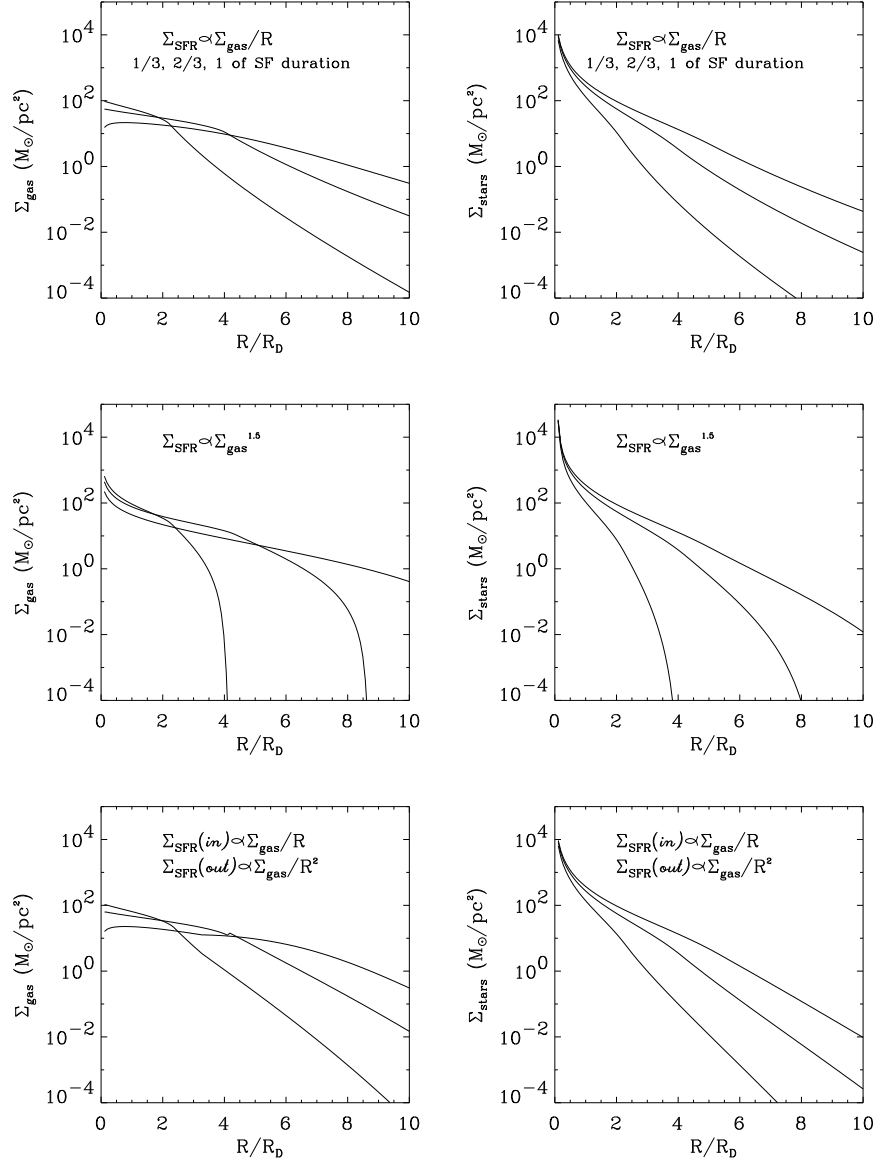 Σ_SFR∝Σ_gas/R
1/3, 2/3, 1 of SF duration
Σ_gas (M_⊙/pc²)
10^4
10^2
10^0
10^-2
10^-4
0 2 4 6 8 10
R/R_D
Σ_SFR∝Σ_gas/R
1/3, 2/3, 1 of SF duration
Σ_stars (M_⊙/pc²)
10^4
10^2
10^0
10^-2
10^-4
0 2 4 6 8 10
R/R_D
Σ_SFR∝Σ_gas^1.5
Σ_gas (M_⊙/pc²)
10^4
10^2
10^0
10^-2
10^-4
0 2 4 6 8 10
R/R_D
Σ_SFR∝Σ_gas^1.5
Σ_stars (M_⊙/pc²)
10^4
10^2
10^0
10^-2
10^-4
0 2 4 6 8 10
R/R_D
Σ_SFR(in)∝Σ_gas/R
Σ_SFR(out)∝Σ_gas/R²
Σ_gas (M_⊙/pc²)
10^4
10^2
10^0
10^-2
10^-4
0 2 4 6 8 10
R/R_D
Σ_SFR(in)∝Σ_gas/R
Σ_SFR(out)∝Σ_gas/R²
Σ_stars (M_⊙/pc²)
10^4
10^2
10^0
10^-2
10^-4
0 2 4 6 8 10
R/R_D